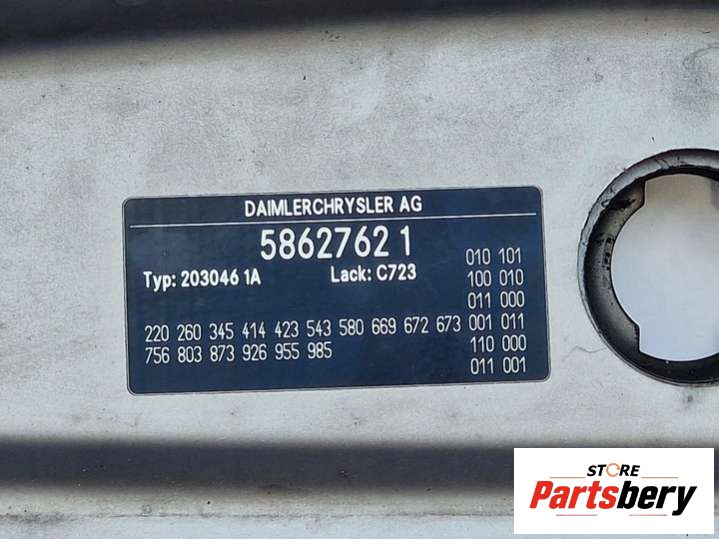 DAIMLERCHRYSLER AG
58627621
Typ: 203046 1A Lack: C723
010 101
100 010
011 000
220 260 345 414 423 543 580 669 672 673 001 011
756 803 873 926 955 985 110 000
011 001
STORE
Partsbery